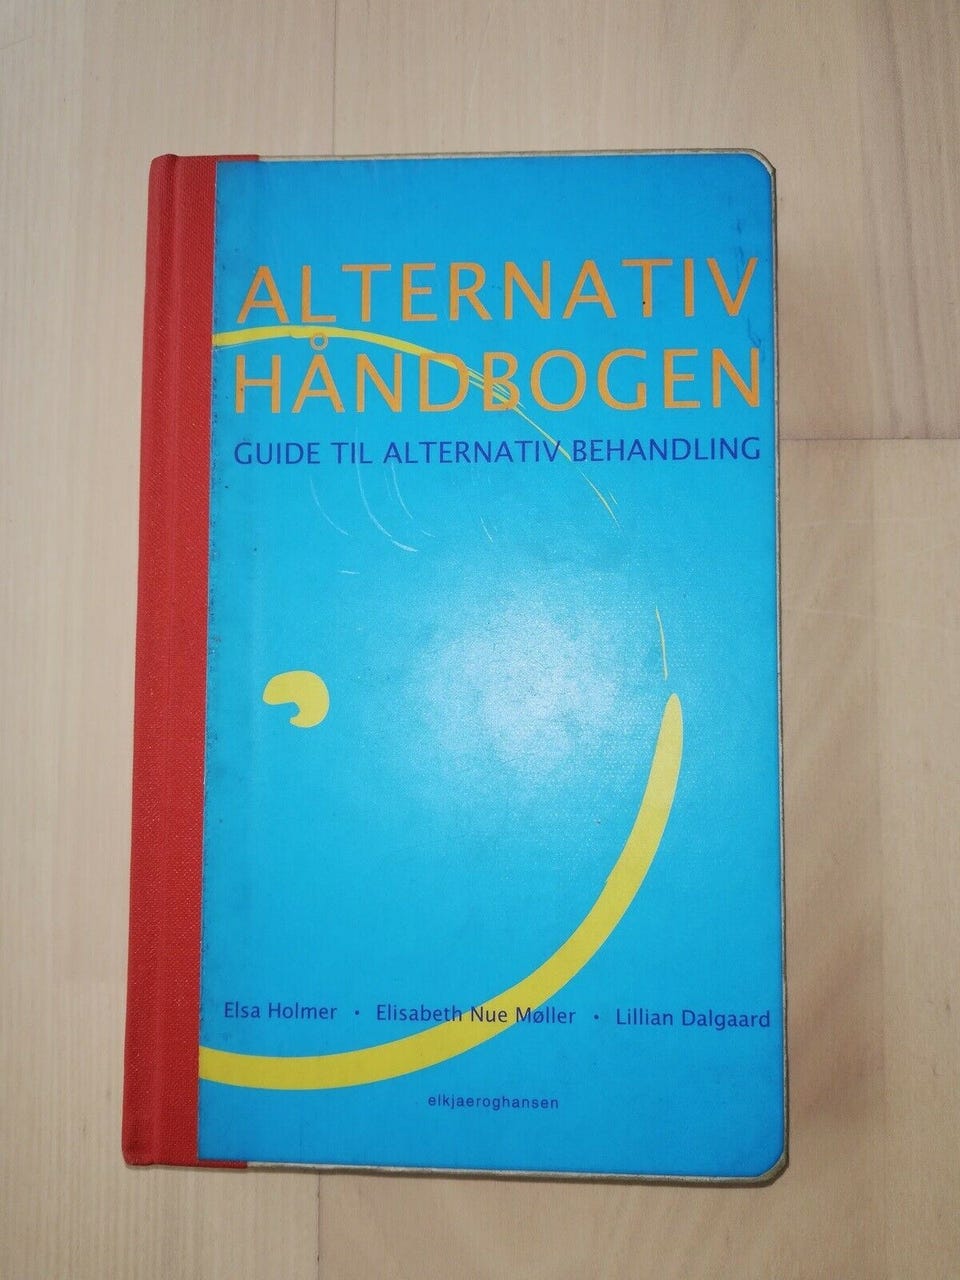 ALTERNATIV
HÅNDBOGEN
GUIDE TIL ALTERNATIV BEHANDLING
Elsa Holmer • Elisabeth Nue Møller • Lillian Dalgaard
elkjaeroghansen